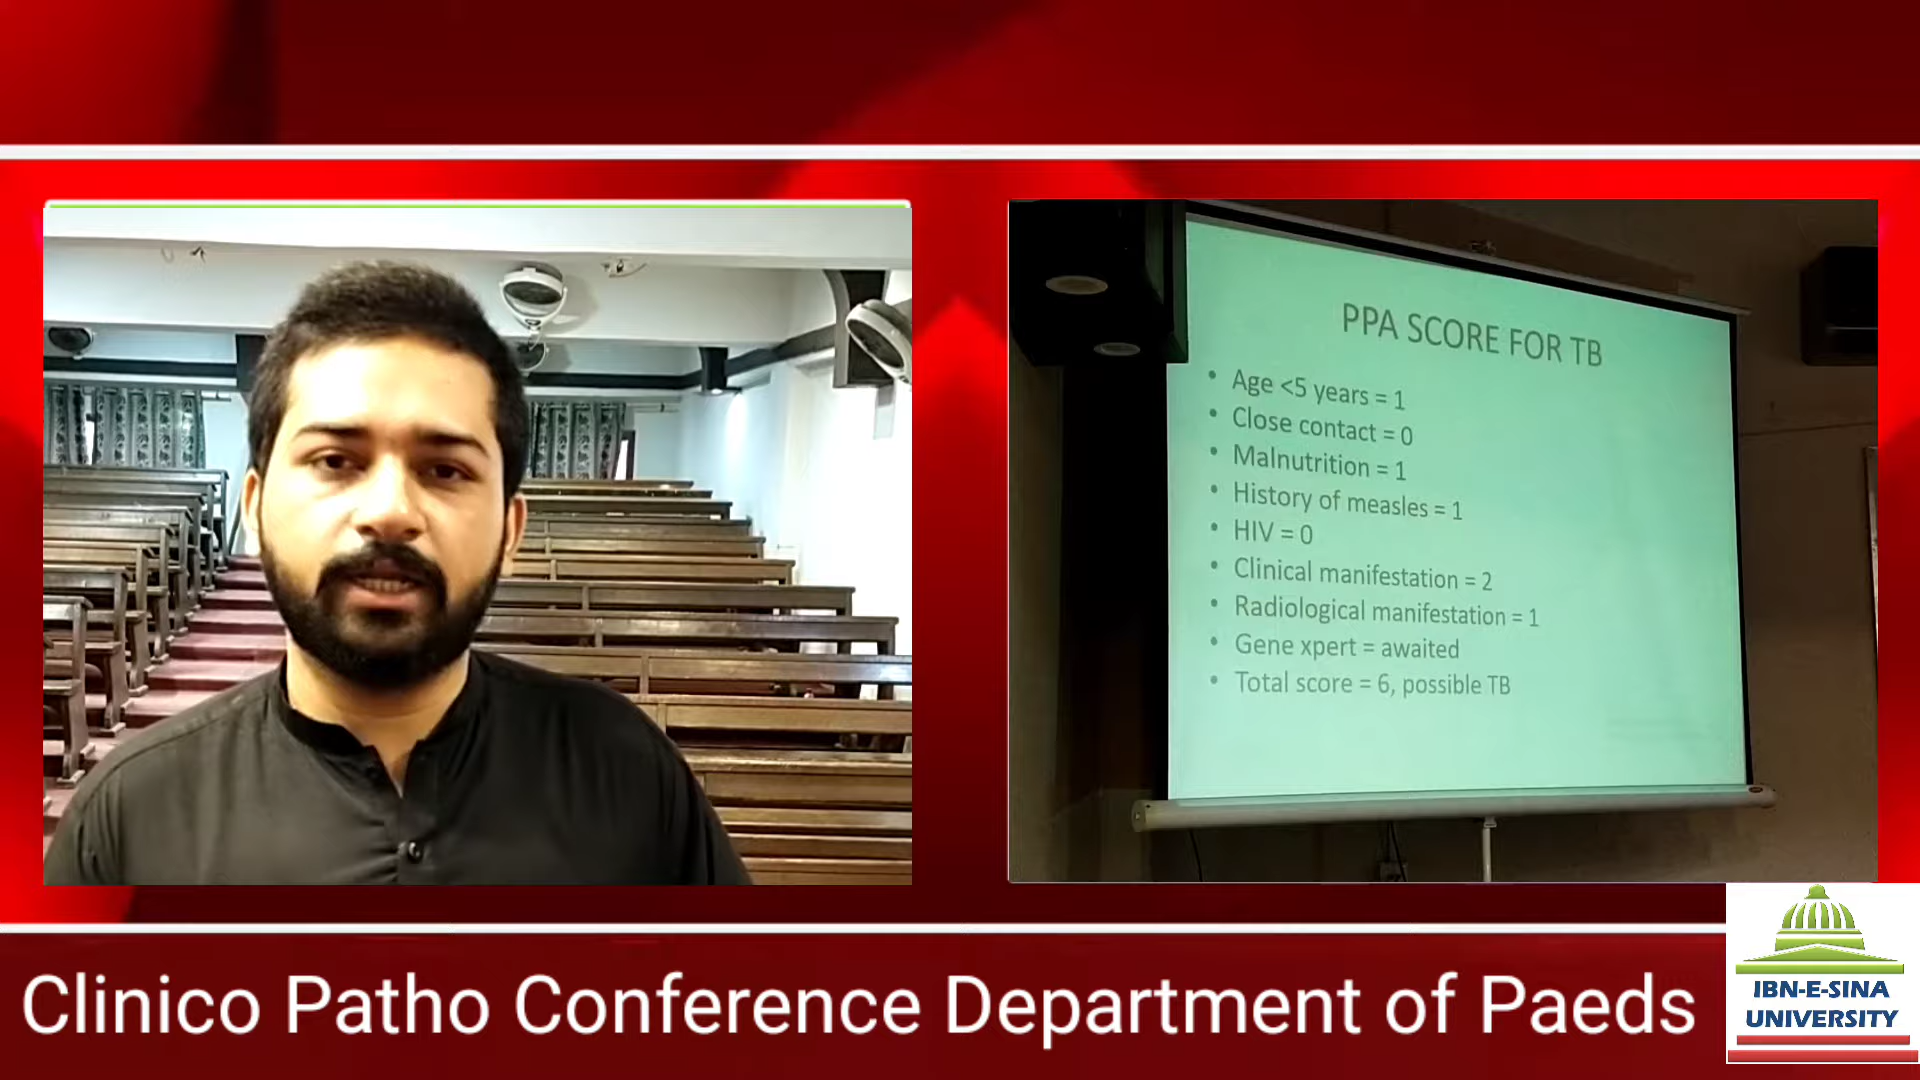 PPA SCORE FOR TB
• Age <5 years = 1
• Close contact = 0
• Malnutrition = 1
• History of measles = 1
• HIV = 0
• Clinical manifestation = 2
• Radiological manifestation = 1
• Gene xpert = awaited
• Total score = 6, possible TB
Clinico Patho Conference Department of Paeds
IBN-E-SINA
UNIVERSITY